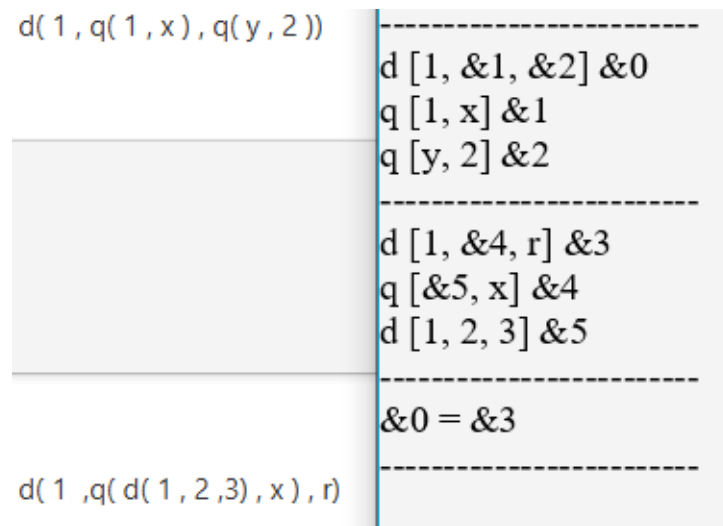 d( 1 , q( 1 , x ) , q( y , 2 ))
d( 1 ,q( d( 1 , 2 ,3) , x ) , r)
-------------------------
d [1, &1, &2] &0
q [1, x] &1
q [y, 2] &2
-------------------------
d [1, &4, r] &3
q [&5, x] &4
d [1, 2, 3] &5
-------------------------
&0 = &3
-------------------------